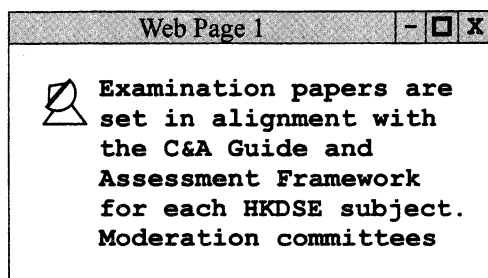 Web Page 1
Examination papers are
set in alignment with
the C&A Guide and
Assessment Framework
for each HKDSE subject.
Moderation committees